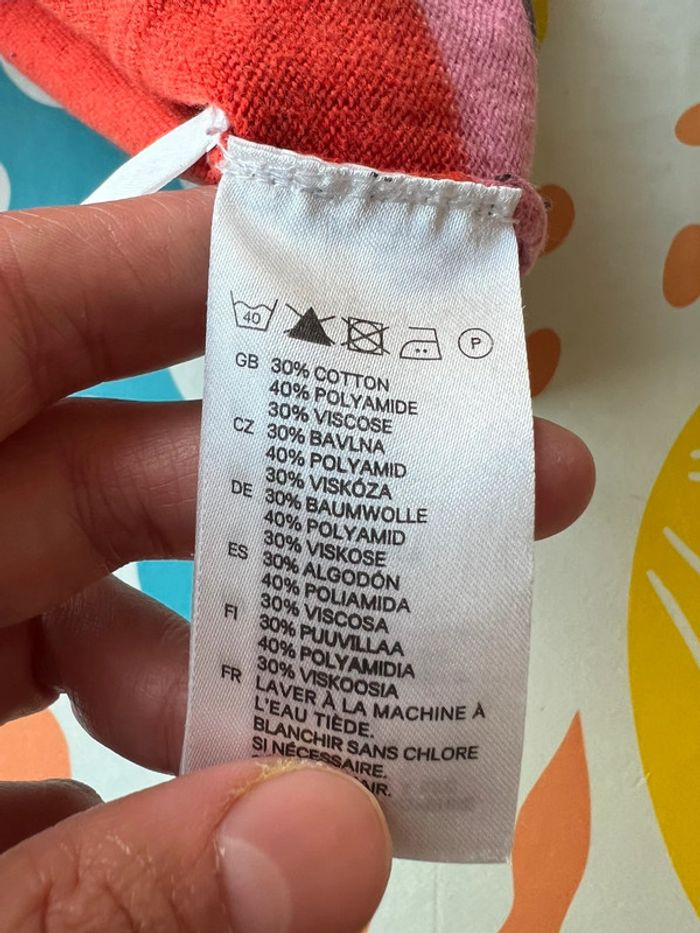 40
P
GB 30% COTTON
40% POLYAMIDE
30% VISCOSE
CZ 30% BAVLNA
40% POLYAMID
30% VISKÓZA
DE 30% BAUMWOLLE
40% POLYAMID
30% VISKOSE
ES 30% ALGODÓN
40% POLIAMIDA
30% VISCOSA
FI 30% PUUVILLAA
40% POLYAMIDIA
30% VISKOOSIA
FR LAVER À LA MACHINE À
L'EAU TIÈDE.
BLANCHIR SANS CHLORE
SI NÉCESSAIRE.